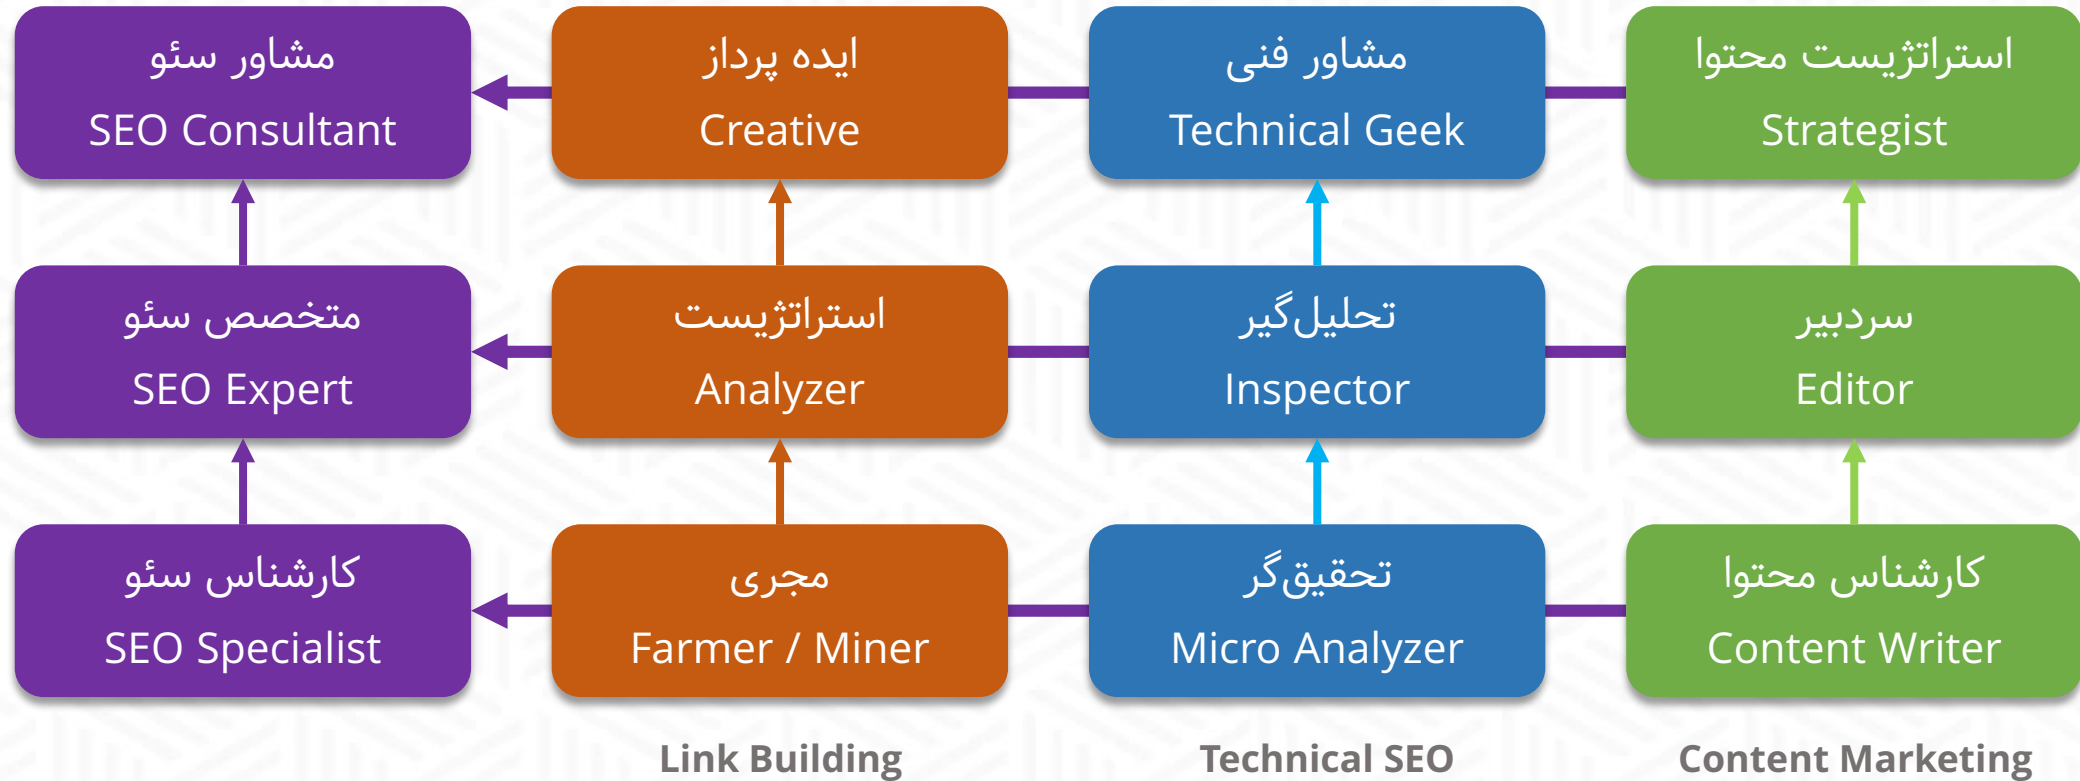 مشاور سئو
SEO Consultant
ایده پرداز
Creative
مشاور فنی
Technical Geek
استراتژیست محتوا
Strategist
متخصص سئو
SEO Expert
استراتژیست
Analyzer
تحلیل‌گیر
Inspector
سردبیر
Editor
کارشناس سئو
SEO Specialist
مجری
Farmer / Miner
تحقیق‌گر
Micro Analyzer
کارشناس محتوا
Content Writer
Link Building
Technical SEO
Content Marketing